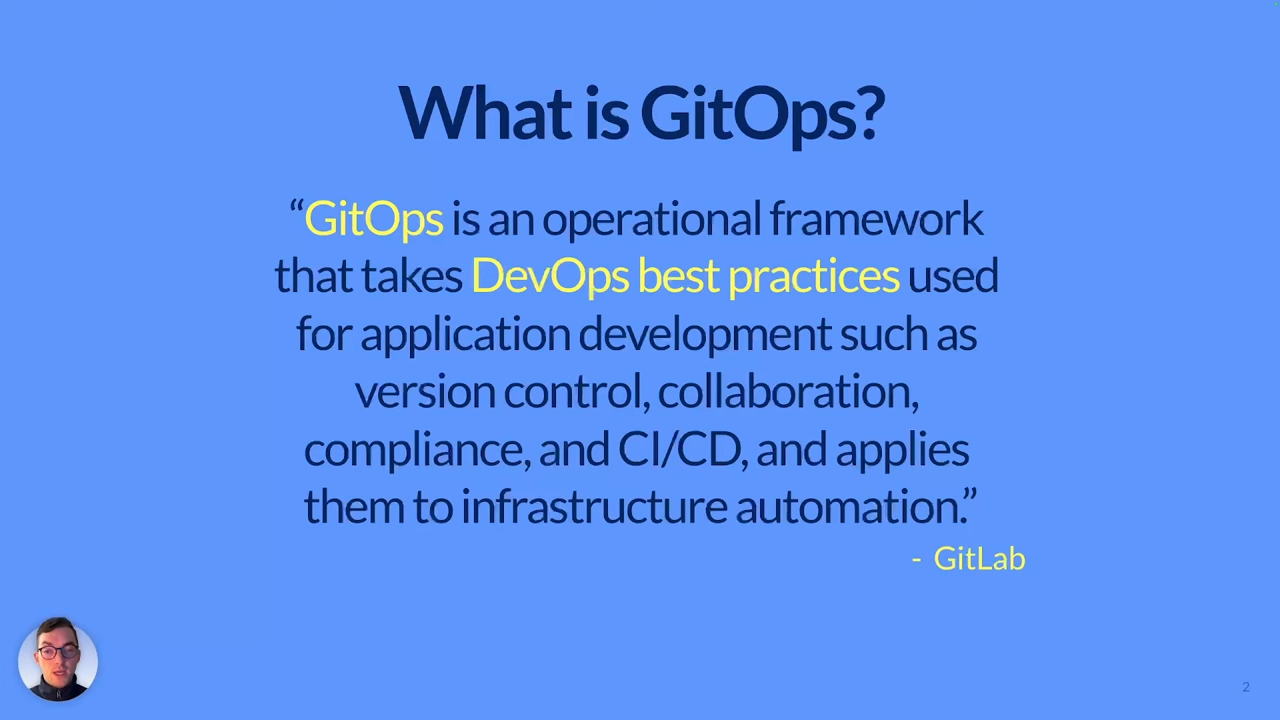 What is GitOps?
“GitOps is an operational framework
that takes DevOps best practices used
for application development such as
version control, collaboration,
compliance, and CI/CD, and applies
them to infrastructure automation.”
- GitLab
2